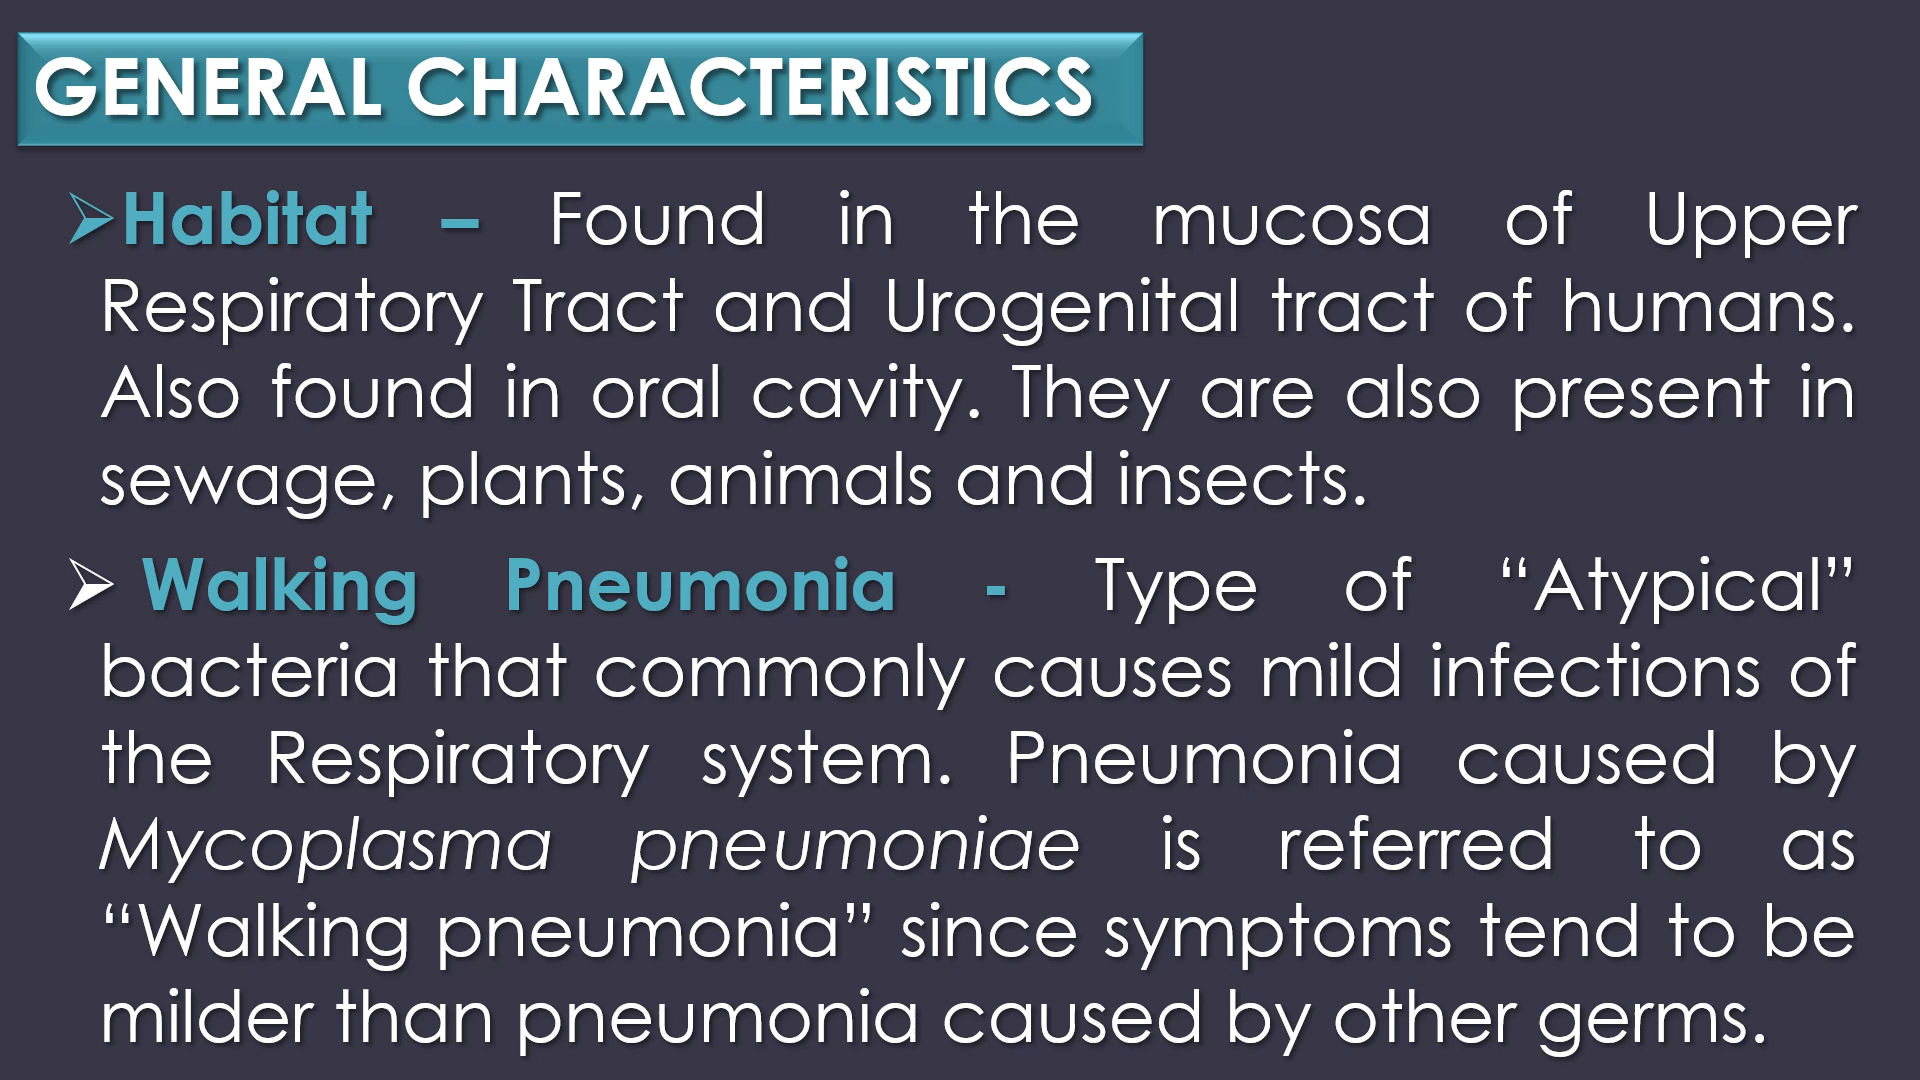 GENERAL CHARACTERISTICS
➢Habitat – Found in the mucosa of Upper
Respiratory Tract and Urogenital tract of humans.
Also found in oral cavity. They are also present in
sewage, plants, animals and insects.
➢ Walking Pneumonia - Type of “Atypical”
bacteria that commonly causes mild infections of
the Respiratory system. Pneumonia caused by
Mycoplasma pneumoniae is referred to as
“Walking pneumonia” since symptoms tend to be
milder than pneumonia caused by other germs.